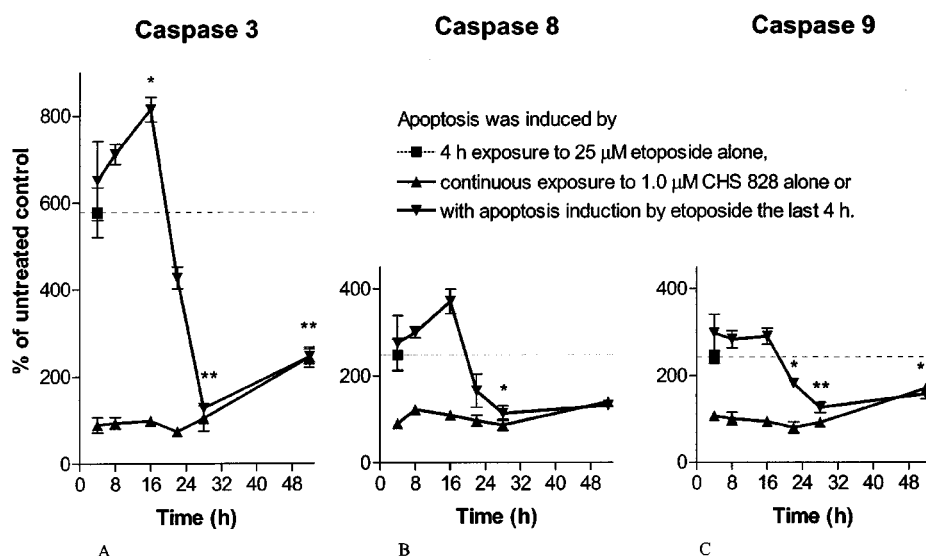 Caspase 3
Caspase 8
Caspase 9
% of untreated control
800
600
400
200
0
*
**
**
0 8 16 24 32 40 48
Time (h)
A
Apoptosis was induced by
4 h exposure to 25 µM etoposide alone,
continuous exposure to 1.0 µM CHS 828 alone or
with apoptosis induction by etoposide the last 4 h.
400
200
0
*
0 8 16 24 32 40 48
Time (h)
B
400
200
0
*
**
*
0 8 16 24 32 40 48
Time (h)
C